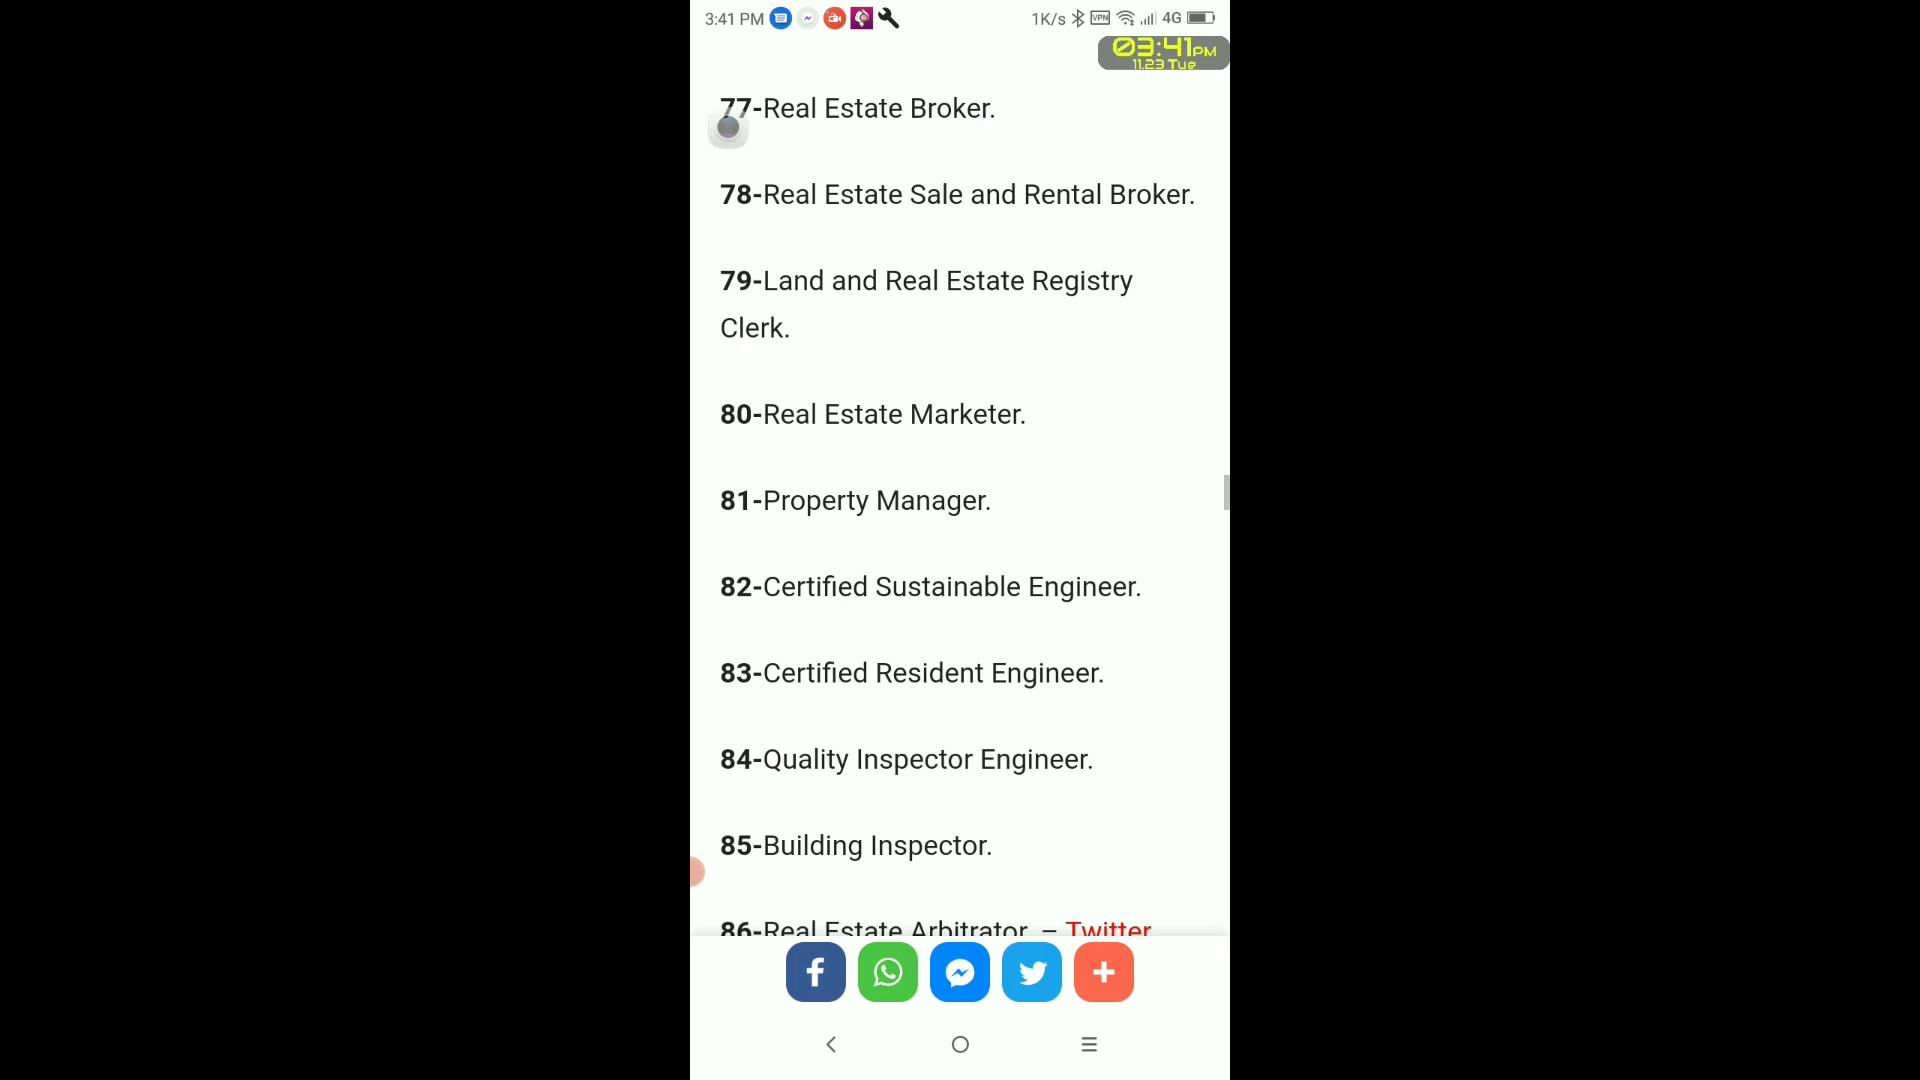 3:41 PM
1K/s VPN 4G
03:41PM
11.23 Tue
77-Real Estate Broker.
78-Real Estate Sale and Rental Broker.
79-Land and Real Estate Registry
Clerk.
80-Real Estate Marketer.
81-Property Manager.
82-Certified Sustainable Engineer.
83-Certified Resident Engineer.
84-Quality Inspector Engineer.
85-Building Inspector.
86-Real Estate Arbitrator. – Twitter